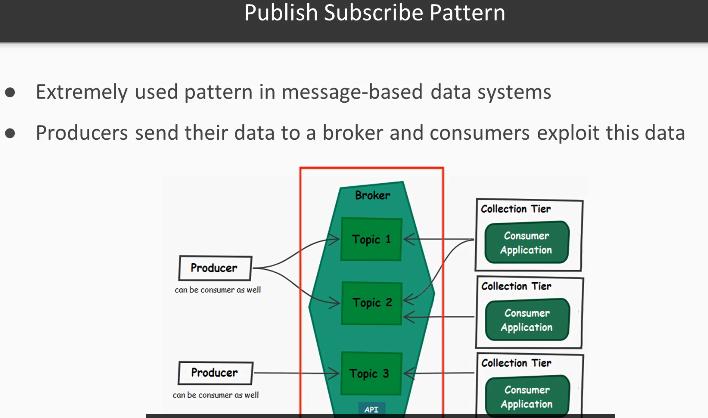 Publish Subscribe Pattern
● Extremely used pattern in message-based data systems
● Producers send their data to a broker and consumers exploit this data
Broker
Collection Tier
Topic 1
Consumer
Application
Producer
can be consumer as well
Collection Tier
Topic 2
Consumer
Application
Collection Tier
Producer
Topic 3
can be consumer as well
Consumer
Application
API